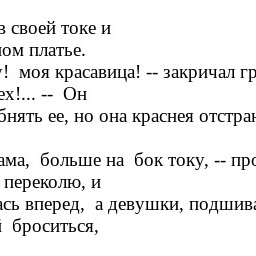 в своей токе и
ом платье.
! моя красавица! -- закричал гр
ех!... -- Он
бнять ее, но она краснея отстран
ама, больше на бок току, -- про
переколю, и
ась вперед, а девушки, подшива
броситься,